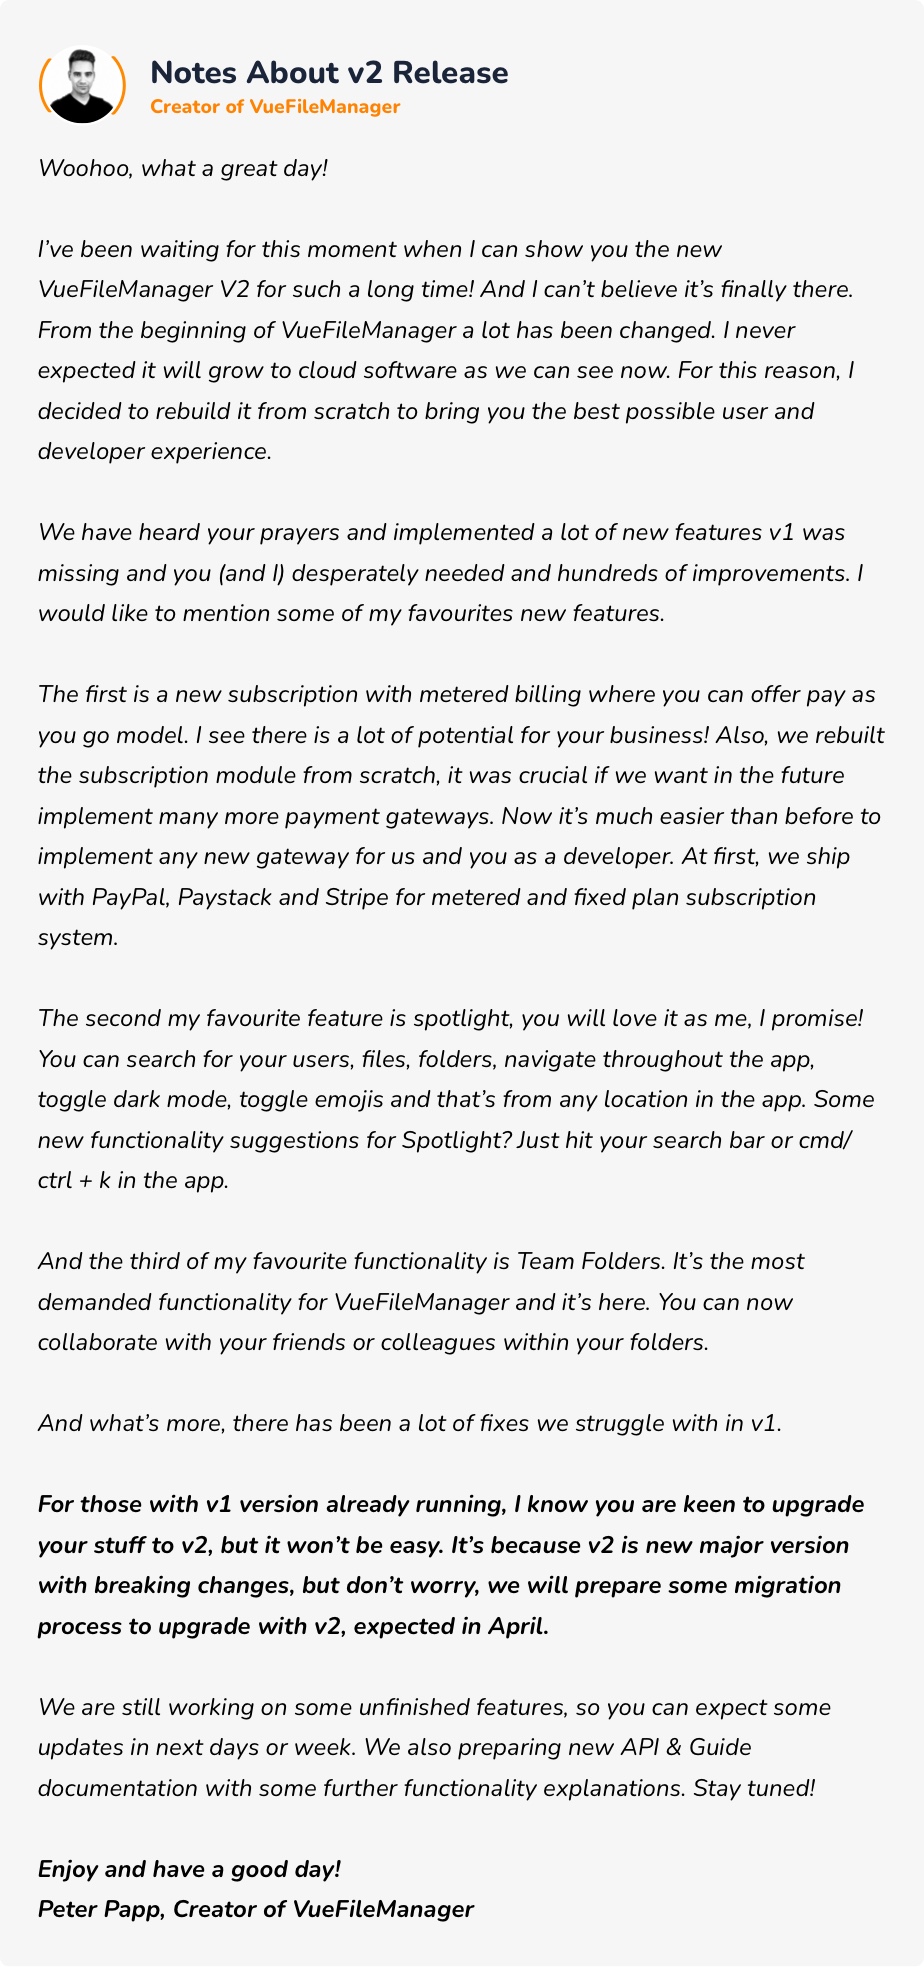 Notes About v2 Release
Creator of VueFileManager
Woohoo, what a great day!
I’ve been waiting for this moment when I can show you the new
VueFileManager V2 for such a long time! And I can’t believe it’s finally there.
From the beginning of VueFileManager a lot has been changed. I never
expected it will grow to cloud software as we can see now. For this reason, I
decided to rebuild it from scratch to bring you the best possible user and
developer experience.
We have heard your prayers and implemented a lot of new features v1 was
missing and you (and I) desperately needed and hundreds of improvements. I
would like to mention some of my favourites new features.
The first is a new subscription with metered billing where you can offer pay as
you go model. I see there is a lot of potential for your business! Also, we rebuilt
the subscription module from scratch, it was crucial if we want in the future
implement many more payment gateways. Now it’s much easier than before to
implement any new gateway for us and you as a developer. At first, we ship
with PayPal, Paystack and Stripe for metered and fixed plan subscription
system.
The second my favourite feature is spotlight, you will love it as me, I promise!
You can search for your users, files, folders, navigate throughout the app,
toggle dark mode, toggle emojis and that’s from any location in the app. Some
new functionality suggestions for Spotlight? Just hit your search bar or cmd/
ctrl + k in the app.
And the third of my favourite functionality is Team Folders. It’s the most
demanded functionality for VueFileManager and it’s here. You can now
collaborate with your friends or colleagues within your folders.
And what’s more, there has been a lot of fixes we struggle with in v1.
For those with v1 version already running, I know you are keen to upgrade
your stuff to v2, but it won’t be easy. It’s because v2 is new major version
with breaking changes, but don’t worry, we will prepare some migration
process to upgrade with v2, expected in April.
We are still working on some unfinished features, so you can expect some
updates in next days or week. We also preparing new API & Guide
documentation with some further functionality explanations. Stay tuned!
Enjoy and have a good day!
Peter Papp, Creator of VueFileManager